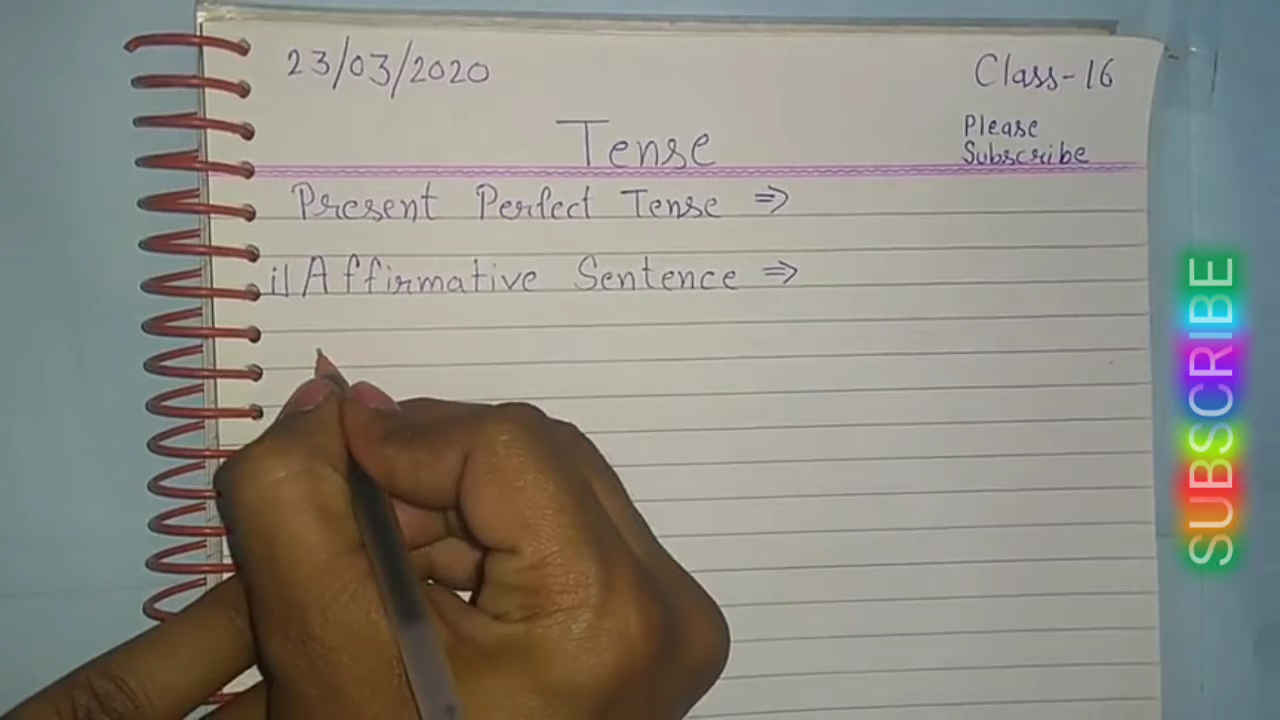 23/03/2020
Class-16
Tense
Please
Subscribe
Present Perfect Tense ⇒
i) Affirmative Sentence ⇒
SUBSCRIBE